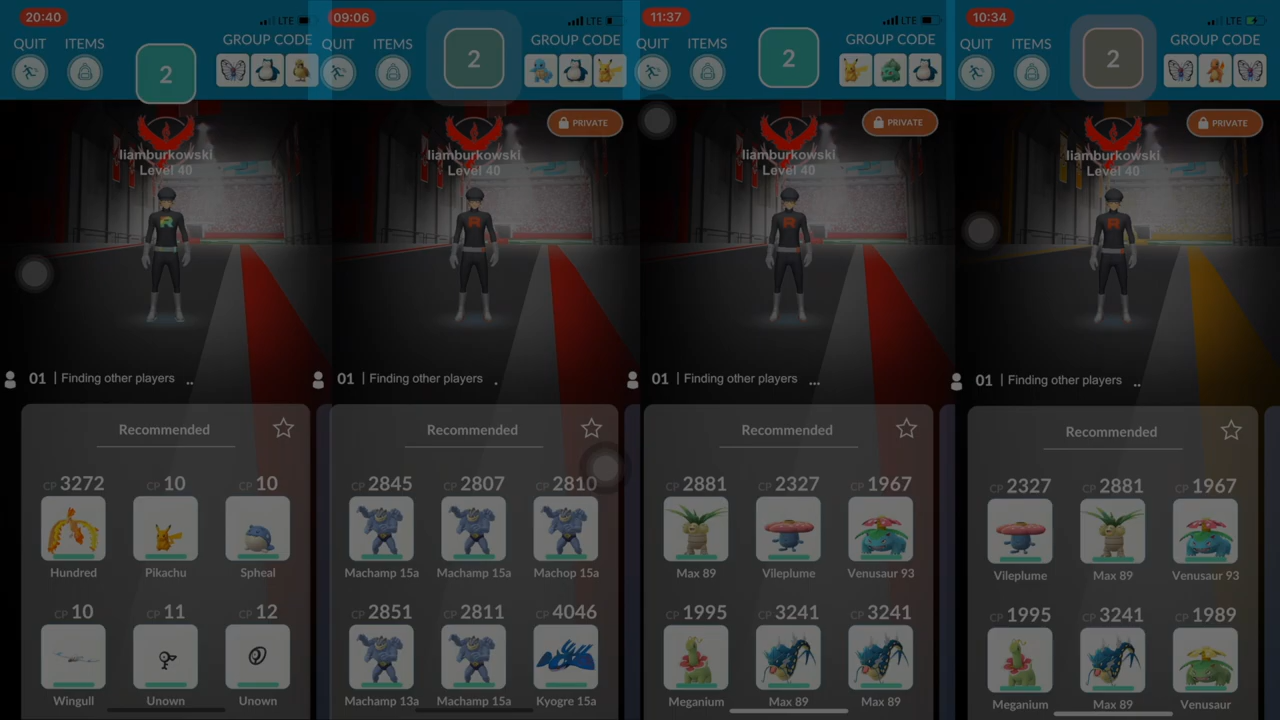 20:40
LTE
QUIT
ITEMS
GROUP CODE
2
liamburkowski
Level 40
R
01 | Finding other players ..
Recommended
CP 3272
CP 10
CP 10
Hundred
Pikachu
Spheal
CP 10
CP 11
CP 12
Wingull
Unown
Unown
09:06
LTE
QUIT
ITEMS
GROUP CODE
2
PRIVATE
liamburkowski
Level 40
R
01 | Finding other players .
Recommended
CP 2845
CP 2807
CP 2810
Machamp 15a
Machamp 15a
Machop 15a
CP 2851
CP 2811
CP 4046
Machamp 13a
Machamp 15a
Kyogre 15a
11:37
LTE
QUIT
ITEMS
GROUP CODE
2
PRIVATE
liamburkowski
Level 40
R
01 | Finding other players ...
Recommended
CP 2881
CP 2327
CP 1967
Max 89
Vileplume
Venusaur 93
CP 1995
CP 3241
CP 3241
Meganium
Max 89
Max 89
10:34
LTE
QUIT
ITEMS
GROUP CODE
2
PRIVATE
liamburkowski
Level 40
R
01 | Finding other players ..
Recommended
CP 2327
CP 2881
CP 1967
Vileplume
Max 89
Venusaur 93
CP 1995
CP 3241
CP 1989
Meganium
Max 89
Venusaur